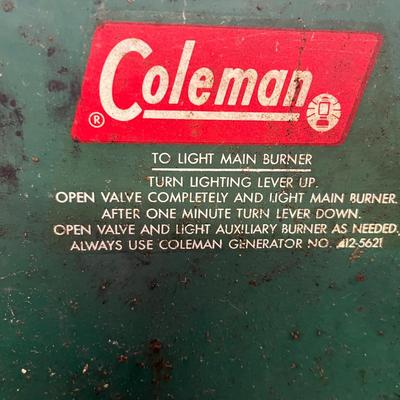 Coleman
®
TO LIGHT MAIN BURNER
TURN LIGHTING LEVER UP.
OPEN VALVE COMPLETELY AND LIGHT MAIN BURNER.
AFTER ONE MINUTE TURN LEVER DOWN.
OPEN VALVE AND LIGHT AUXILIARY BURNER AS NEEDED.
ALWAYS USE COLEMAN GENERATOR NO. 412-5621